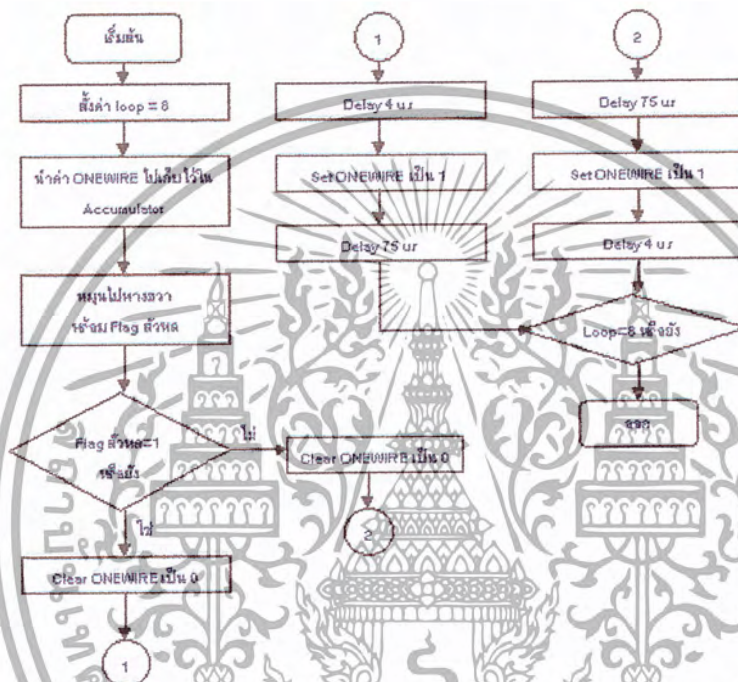 เริ่มต้น
ตั้งค่า loop = 8
นำค่า ONEWIRE ไปเก็บไว้ใน
Accumulator
หมุนไปทางขวา
พร้อม Flag ตัวทด
Flag ตัวทด=1
หรือยัง
ไม่
ใช่
Clear ONEWIRE เป็น 0
1
Clear ONEWIRE เป็น 0
2
1
Delay 4 us
Set ONEWIRE เป็น 1
Delay 75 us
2
Delay 75 us
Set ONEWIRE เป็น 1
Delay 4 us
Loop=8 หรือยัง
จบ